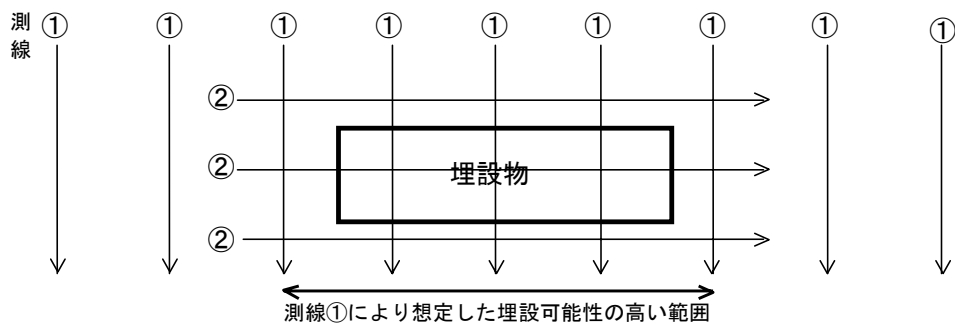 測線
① ① ① ① ① ① ① ① ①
②
② 埋設物
②
測線①により想定した埋設可能性の高い範囲